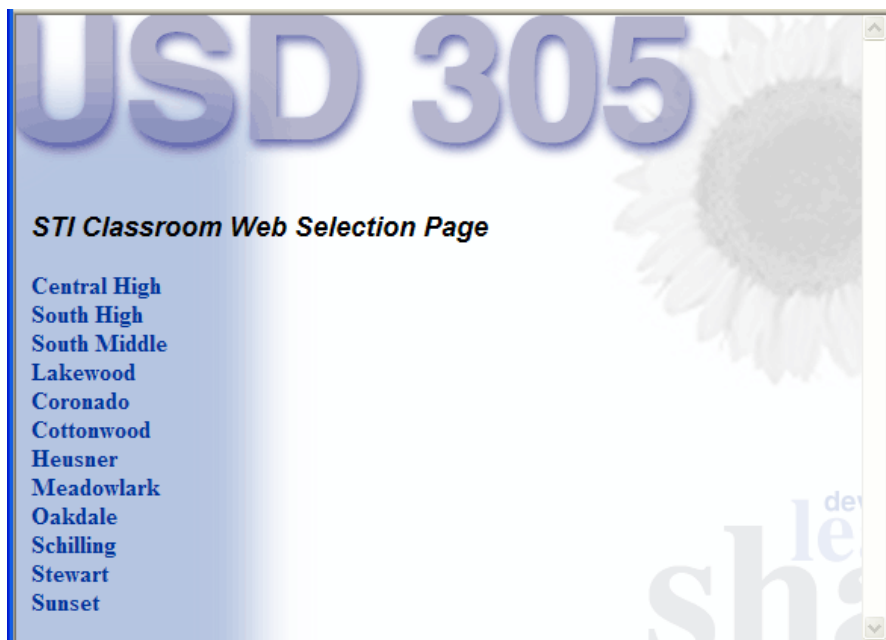 USD 305
STI Classroom Web Selection Page
Central High
South High
South Middle
Lakewood
Coronado
Cottonwood
Heusner
Meadowlark
Oakdale
Schilling
Stewart
Sunset